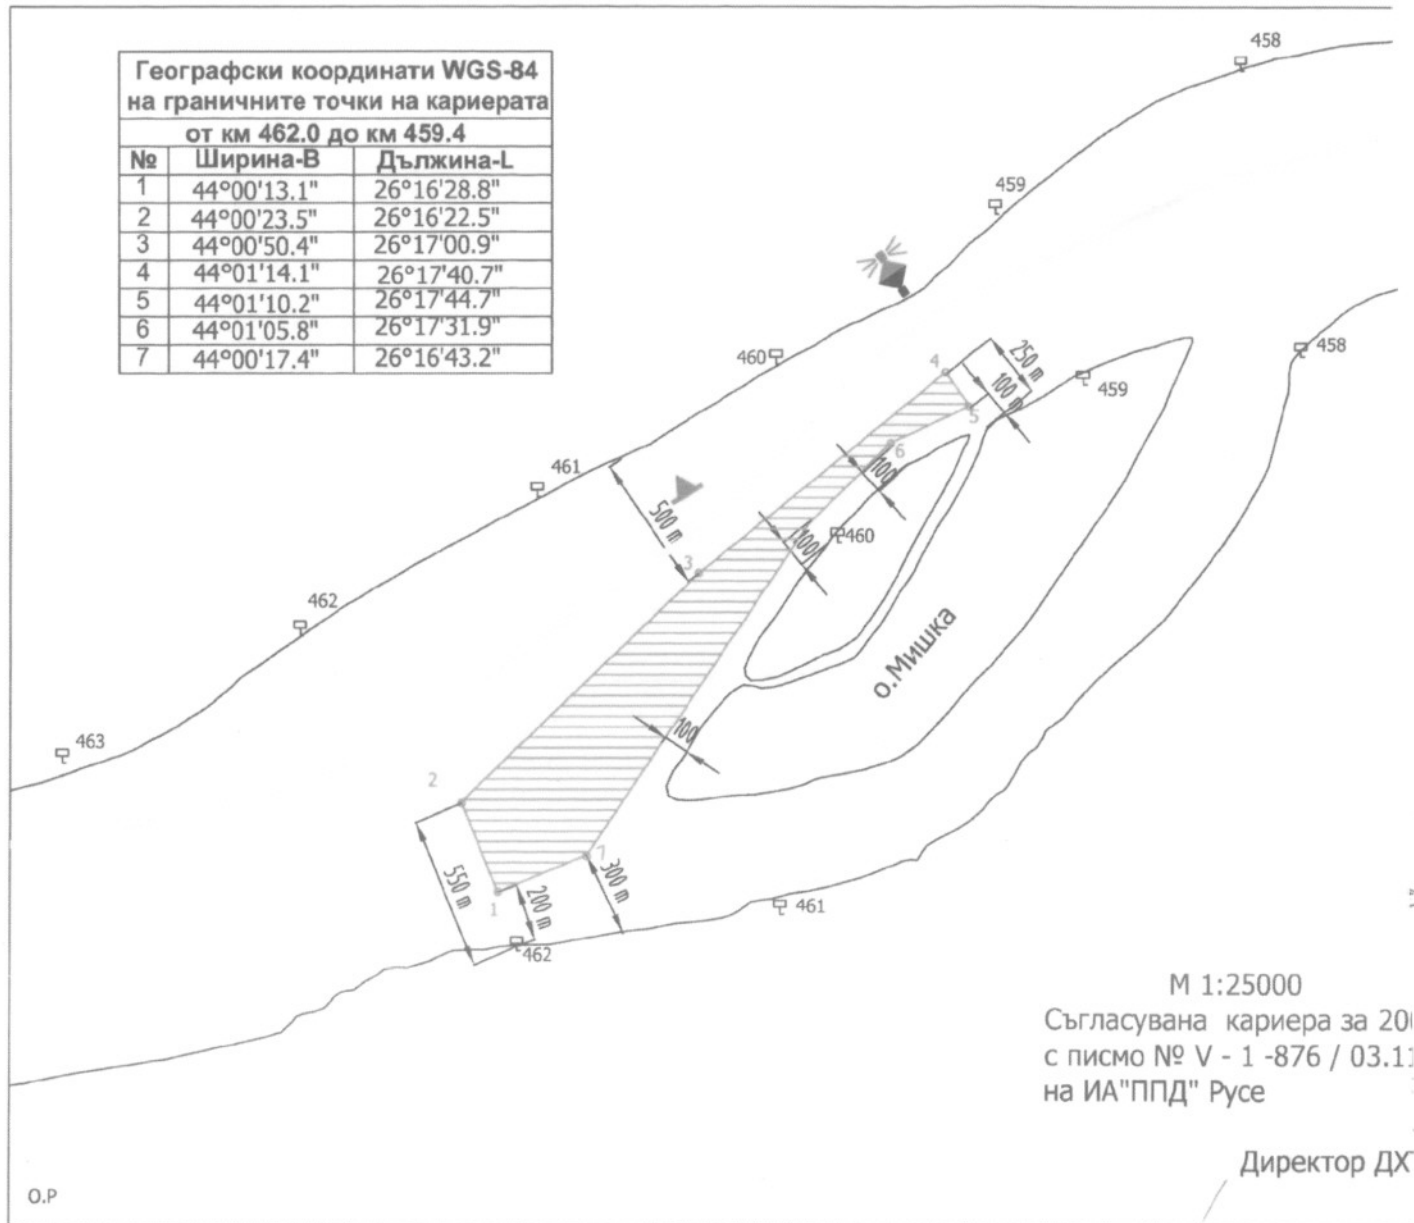 Географски координати WGS-84
на граничните точки на кариерата
от км 462.0 до км 459.4
№ Ширина-B Дължина-L
1 44°00'13.1" 26°16'28.8"
2 44°00'23.5" 26°16'22.5"
3 44°00'50.4" 26°17'00.9"
4 44°01'14.1" 26°17'40.7"
5 44°01'10.2" 26°17'44.7"
6 44°01'05.8" 26°17'31.9"
7 44°00'17.4" 26°16'43.2"
458
459
460
461
462
463
458
459
460
461
462
4
250 m
100 m
5
6
100
100
500 m
3
о.Мишка
100
2
7
550 m
300 m
200 m
1
М 1:25000
Съгласувана кариера за
с писмо № V - 1 -876 /
на ИА"ППД" Русе
Директор
О.Р